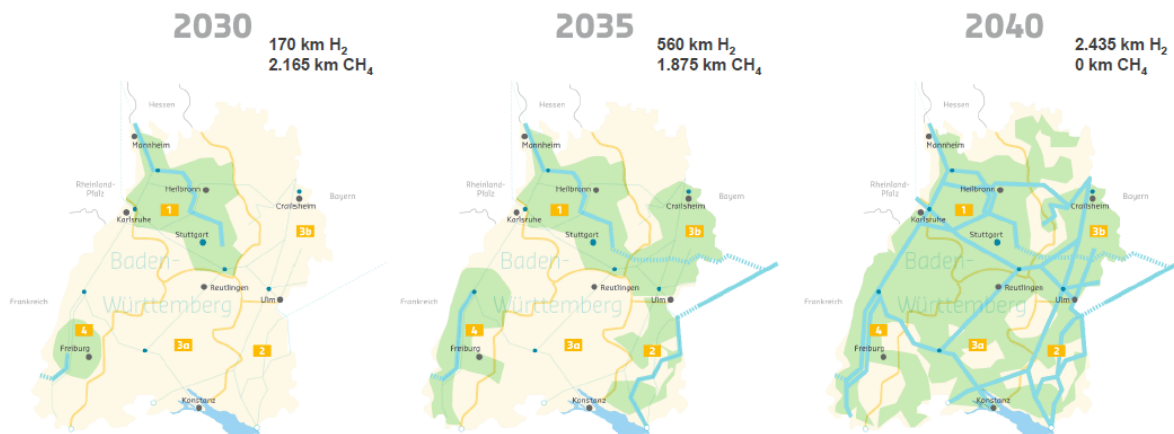 2030
170 km H₂
2.165 km CH₄
Hessen
Mannheim
Rheinland-
Pfalz
Heilbronn
Bayern
1
Karlsruhe
Crailsheim
Stuttgart
3b
Baden-
Württemberg
Reutlingen
Frankreich
Ulm
4
Freiburg
3a
2
Konstanz
2035
560 km H₂
1.875 km CH₄
Hessen
Mannheim
Rheinland-
Pfalz
Heilbronn
Bayern
1
Karlsruhe
Crailsheim
Stuttgart
3b
Baden-
Württemberg
Reutlingen
Frankreich
Ulm
4
Freiburg
3a
2
Konstanz
2040
2.435 km H₂
0 km CH₄
Hessen
Mannheim
Rheinland-
Pfalz
Heilbronn
Bayern
1
Karlsruhe
Crailsheim
Stuttgart
3b
Baden-
Württemberg
Reutlingen
Frankreich
Ulm
4
Freiburg
3a
2
Konstanz